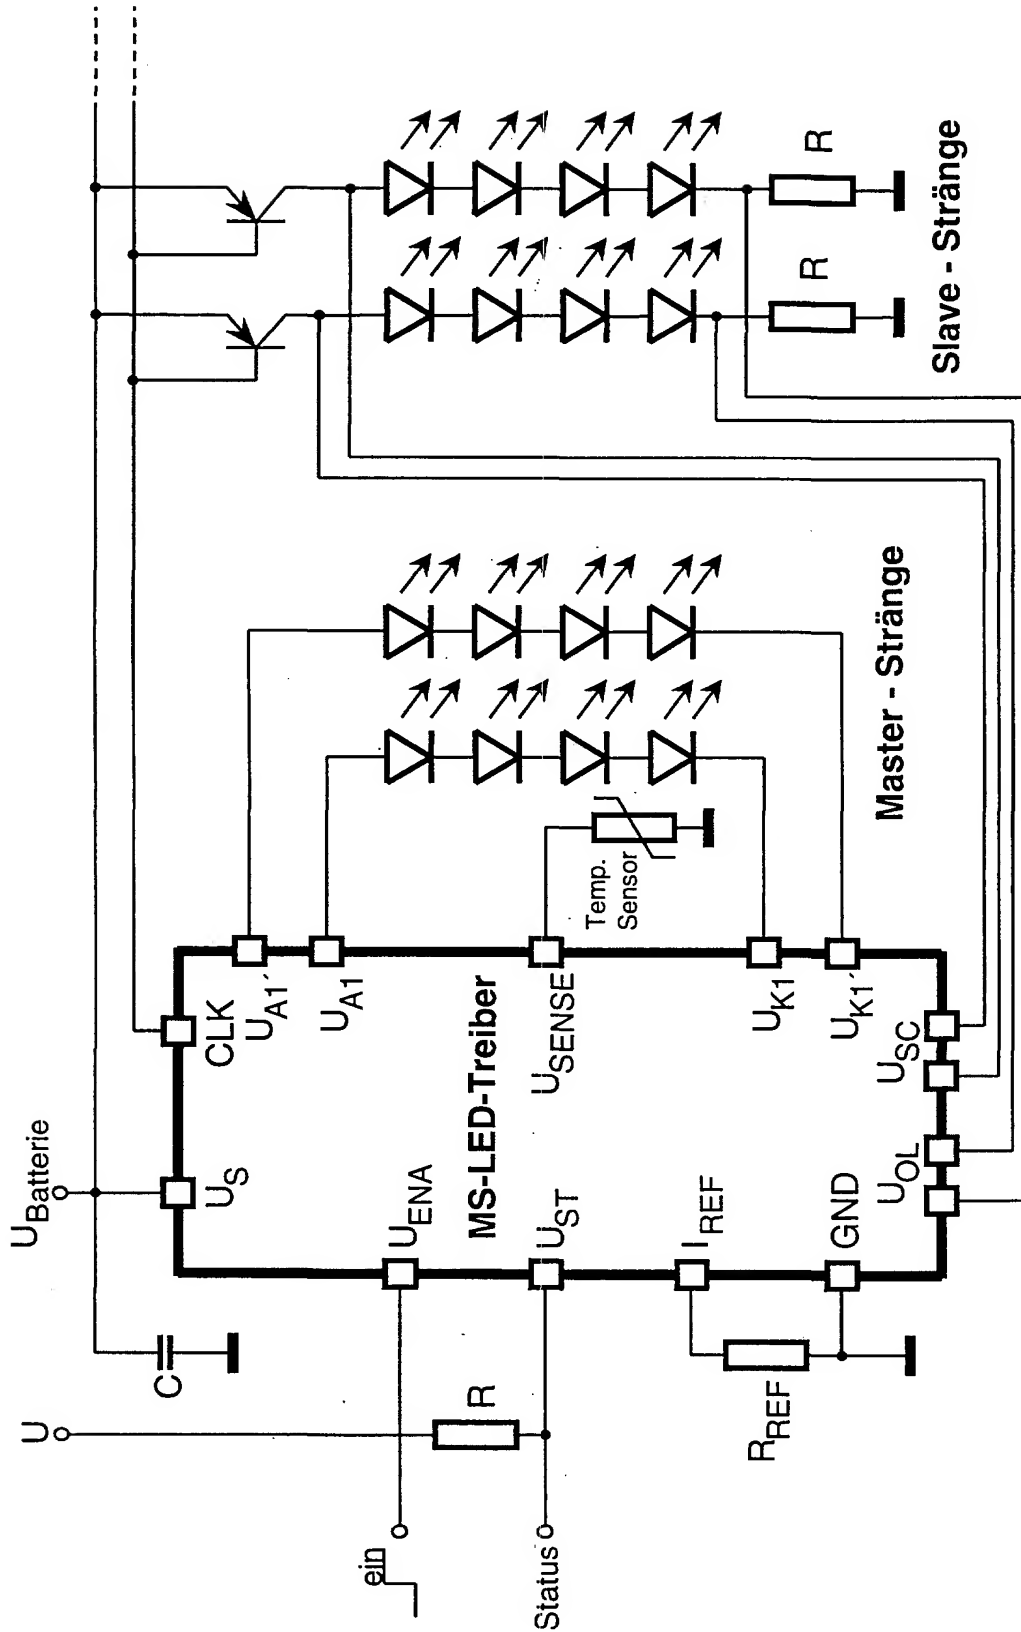 U_Batterie
U
C
ein
Status
R
R_REF
U_S
CLK
U_ENA
U_ST
I_REF
GND
MS-LED-Treiber
U_A1´
U_A1
U_SENSE
U_K1
U_K1´
U_SC
U_OL
Temp.
Sensor
Master - Stränge
R
R
Slave - Stränge